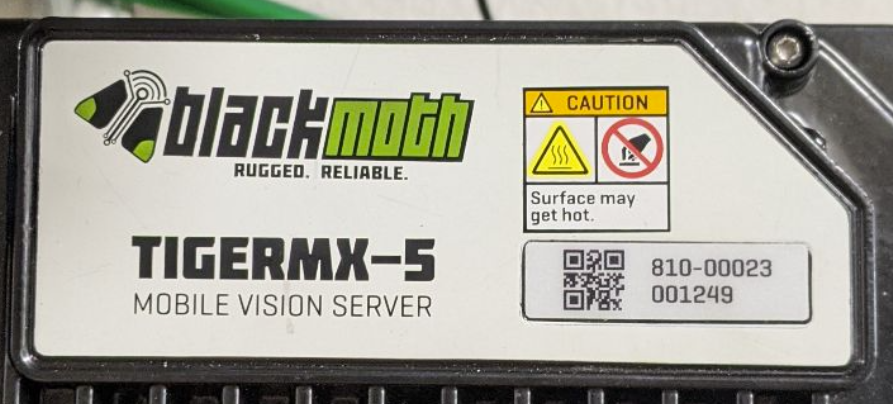 blackmoth
RUGGED. RELIABLE.
TIGERMX-5
MOBILE VISION SERVER
CAUTION
Surface may
get hot.
810-00023
001249